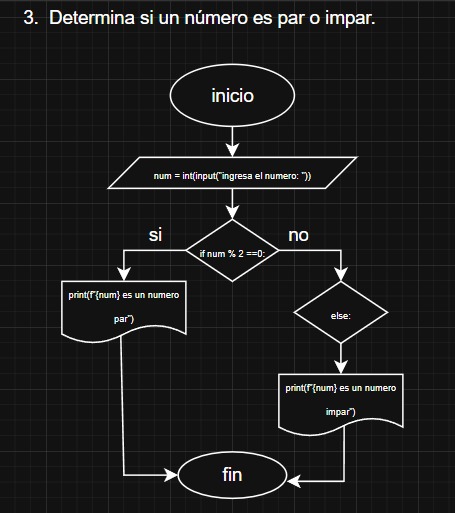 3. Determina si un número es par o impar.
inicio
num = int(input("ingresa el numero: "))
si
no
if num % 2 ==0:
print(f"{num} es un numero
par")
else:
print(f"{num} es un numero
impar")
fin